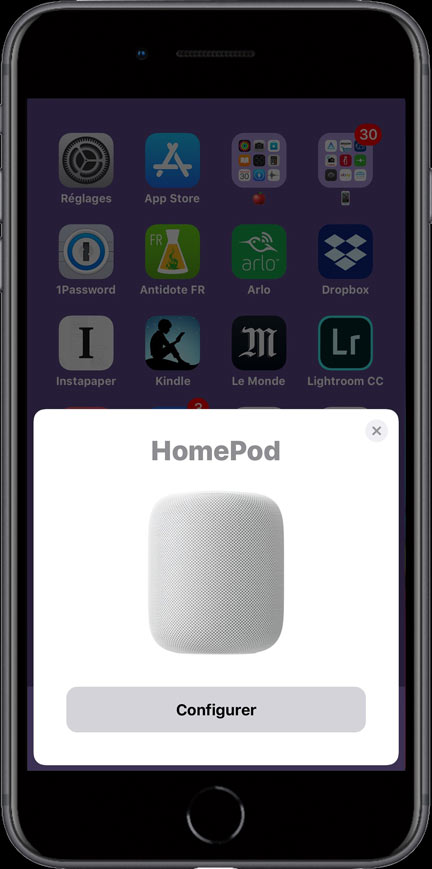 30
Réglages
App Store
FR
arlo
1Password
Antidote FR
Arlo
Dropbox
I
M
Lr
Instapaper
Kindle
Le Monde
Lightroom CC
3
HomePod
Configurer